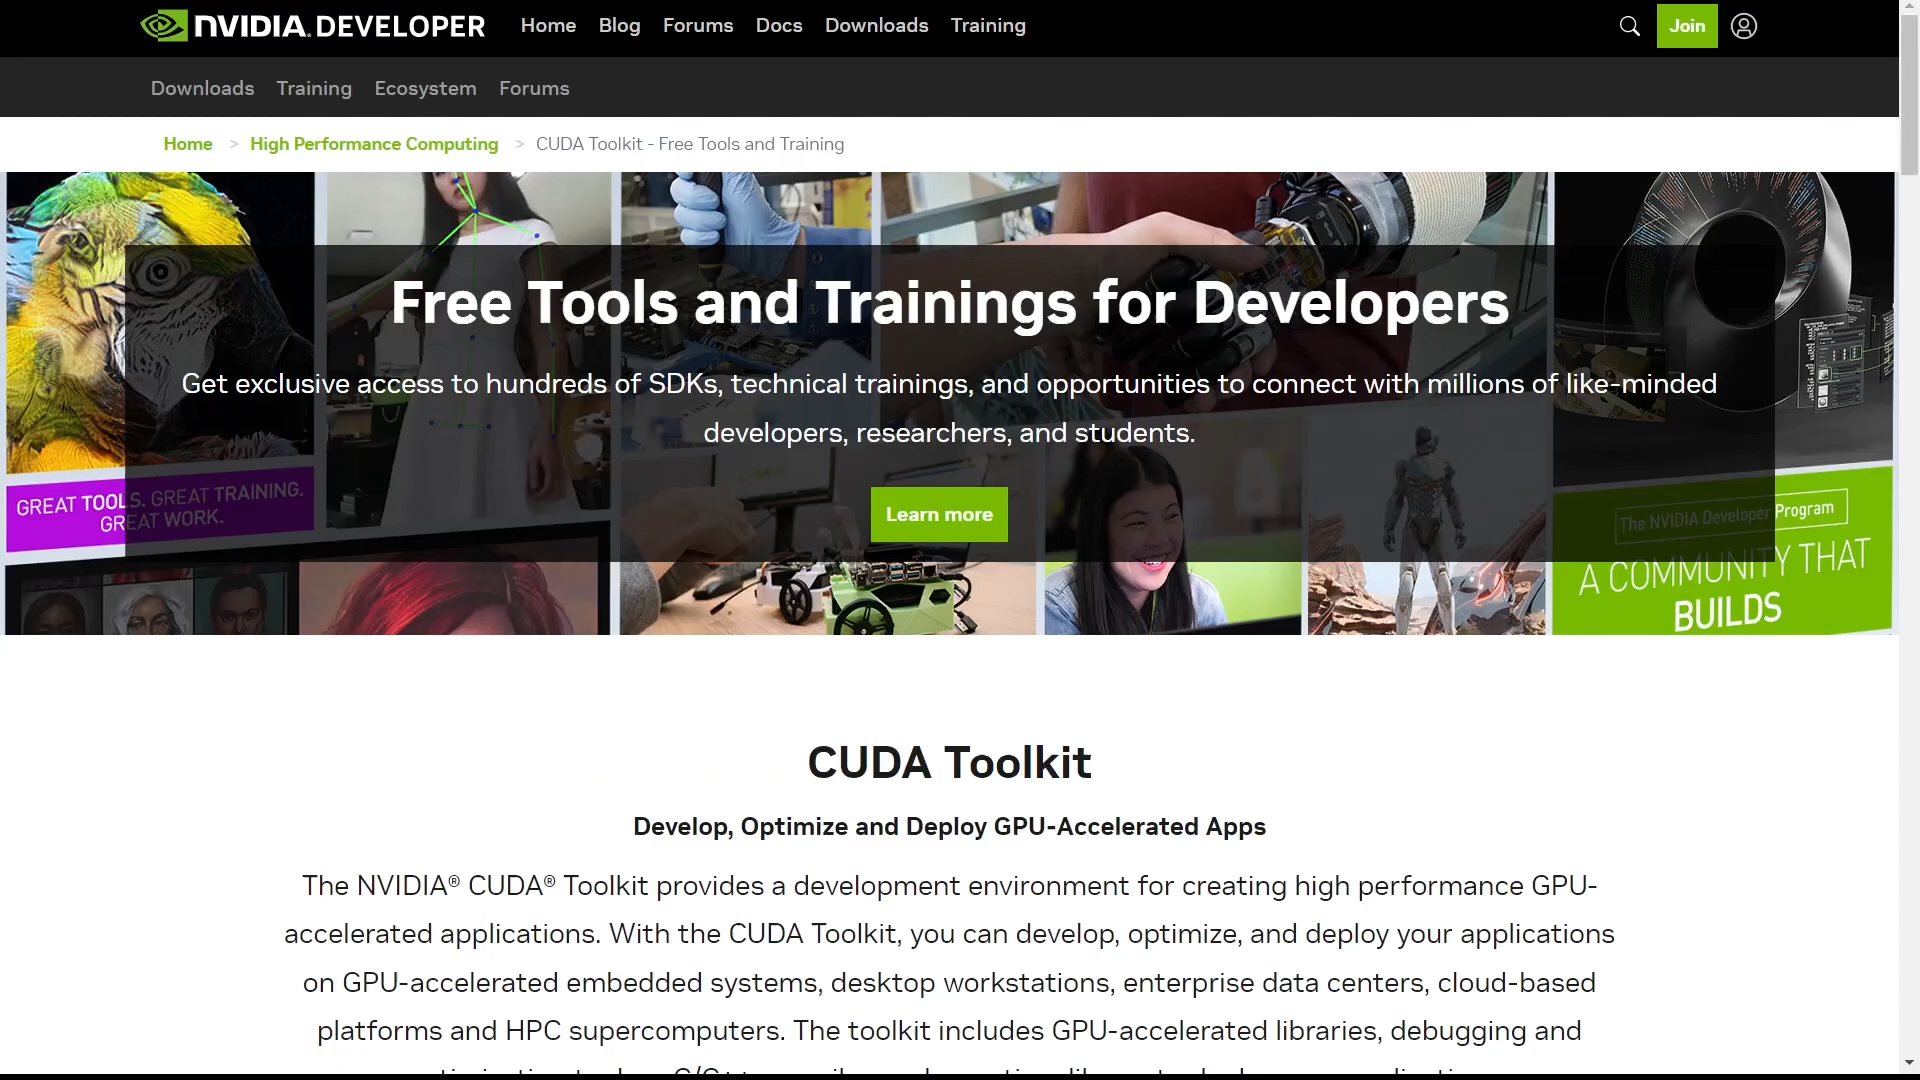 NVIDIA. DEVELOPER Home Blog Forums Docs Downloads Training Join
Downloads Training Ecosystem Forums
Home > High Performance Computing > CUDA Toolkit - Free Tools and Training
Free Tools and Trainings for Developers
Get exclusive access to hundreds of SDKs, technical trainings, and opportunities to connect with millions of like-minded
developers, researchers, and students.
GREAT TOOLS. GREAT TRAINING.
GREAT WORK.
Learn more
The NVIDIA Developer Program
A COMMUNITY THAT
BUILDS
CUDA Toolkit
Develop, Optimize and Deploy GPU-Accelerated Apps
The NVIDIA® CUDA® Toolkit provides a development environment for creating high performance GPU-
accelerated applications. With the CUDA Toolkit, you can develop, optimize, and deploy your applications
on GPU-accelerated embedded systems, desktop workstations, enterprise data centers, cloud-based
platforms and HPC supercomputers. The toolkit includes GPU-accelerated libraries, debugging and